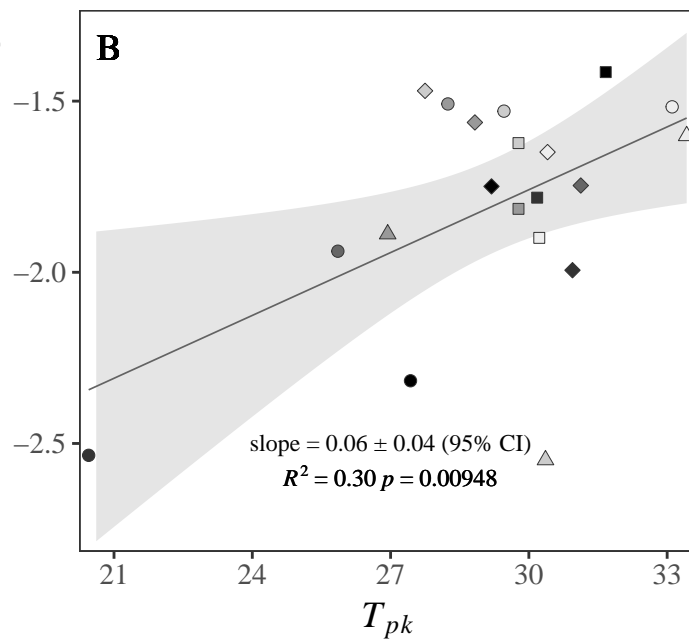 B
−1.5
−2.0
−2.5
slope = 0.06 ± 0.04 (95% CI)
R² = 0.30 p = 0.00948
21 24 27 30 33
T_pk